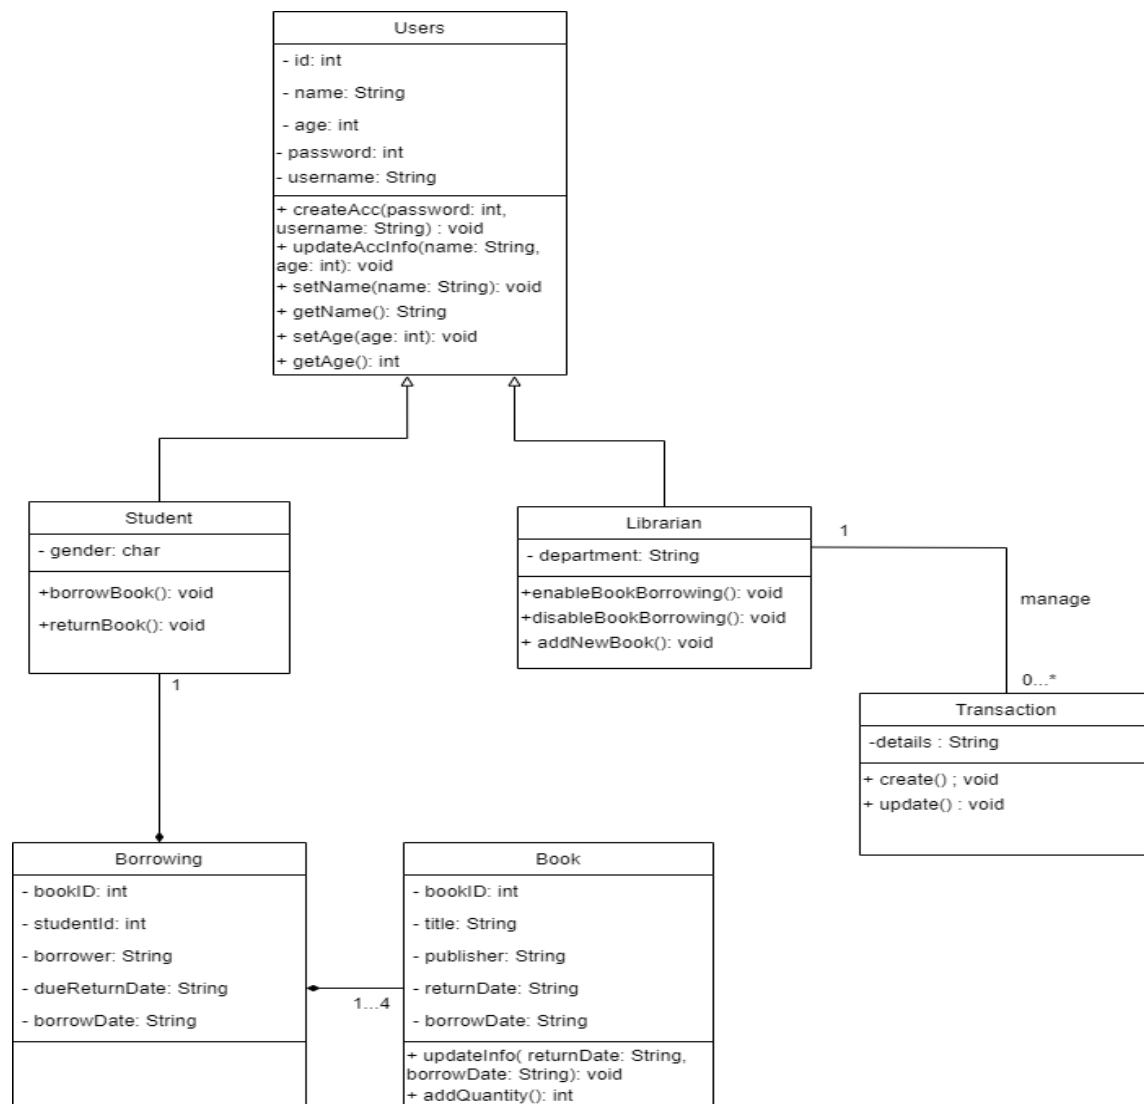 Users
- id: int
- name: String
- age: int
- password: int
- username: String
+ createAcc(password: int,
username: String) : void
+ updateAccInfo(name: String,
age: int): void
+ setName(name: String): void
+ getName(): String
+ setAge(age: int): void
+ getAge(): int
Student
- gender: char
+borrowBook(): void
+returnBook(): void
1
Librarian
- department: String
+enableBookBorrowing(): void
+disableBookBorrowing(): void
+ addNewBook(): void
1
manage
0...*
Transaction
-details : String
+ create() ; void
+ update() : void
Borrowing
- bookID: int
- studentId: int
- borrower: String
- dueReturnDate: String
- borrowDate: String
1...4
Book
- bookID: int
- title: String
- publisher: String
- returnDate: String
- borrowDate: String
+ updateInfo( returnDate: String,
borrowDate: String): void
+ addQuantity(): int